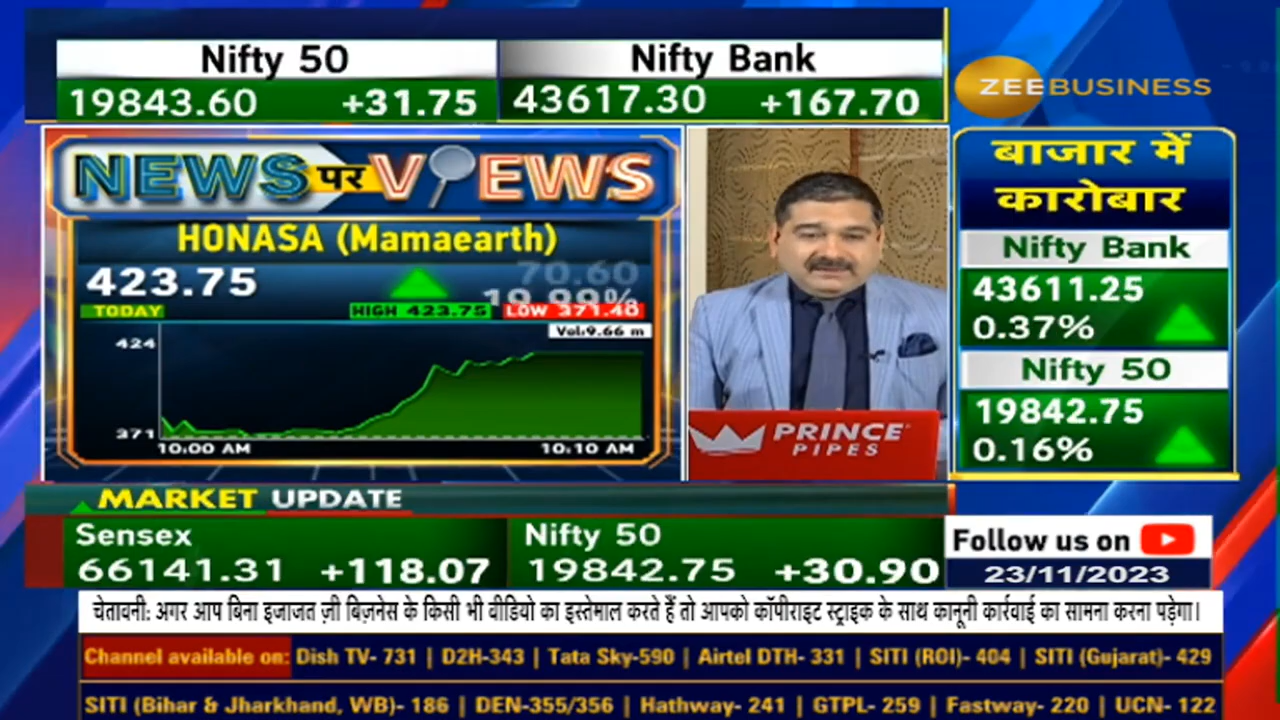 Nifty 50
19843.60 +31.75
Nifty Bank
43617.30 +167.70
ZEEBUSINESS
NEWS पर VIEWS
HONASA (Mamaearth)
423.75
70.60
19.99%
TODAY
HIGH 423.75
LOW 371.40
Vol:9.66 m
424
371
10:00 AM
10:10 AM
PRINCE
PIPES
बाजार में
कारोबार
Nifty Bank
43611.25
0.37%
Nifty 50
19842.75
0.16%
MARKET UPDATE
Sensex
66141.31 +118.07
Nifty 50
19842.75 +30.90
Follow us on
23/11/2023
चेतावनी: अगर आप बिना इजाजत ज़ी बिज़नेस के किसी भी वीडियो का इस्तेमाल करते हैं तो आपको कॉपीराइट स्ट्राइक के साथ कानूनी कार्रवाई का सामना करना पड़ेगा।
Channel available on: Dish TV- 731 | D2H-343 | Tata Sky-590 | Airtel DTH- 331 | SITI (ROI)- 404 | SITI (Gujarat)- 429
SITI (Bihar & Jharkhand, WB)- 186 | DEN-355/356 | Hathway- 241 | GTPL- 259 | Fastway- 220 | UCN- 122